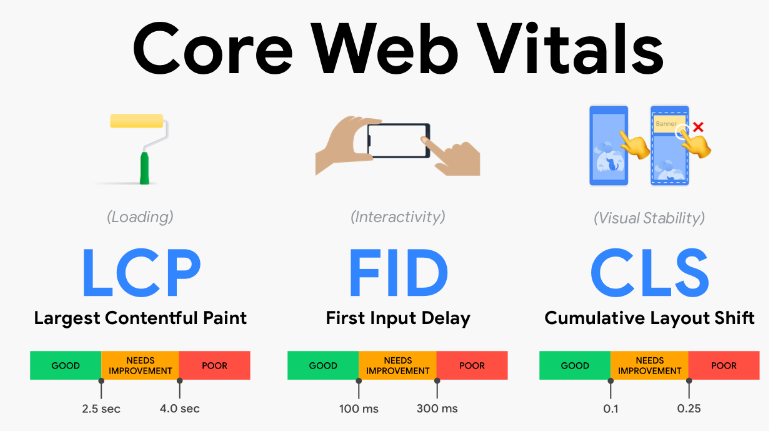 Core Web Vitals
Banner
(Loading)
(Interactivity)
(Visual Stability)
LCP
FID
CLS
Largest Contentful Paint
First Input Delay
Cumulative Layout Shift
GOOD
NEEDS
IMPROVEMENT
POOR
GOOD
NEEDS
IMPROVEMENT
POOR
GOOD
NEEDS
IMPROVEMENT
POOR
2.5 sec
4.0 sec
100 ms
300 ms
0.1
0.25